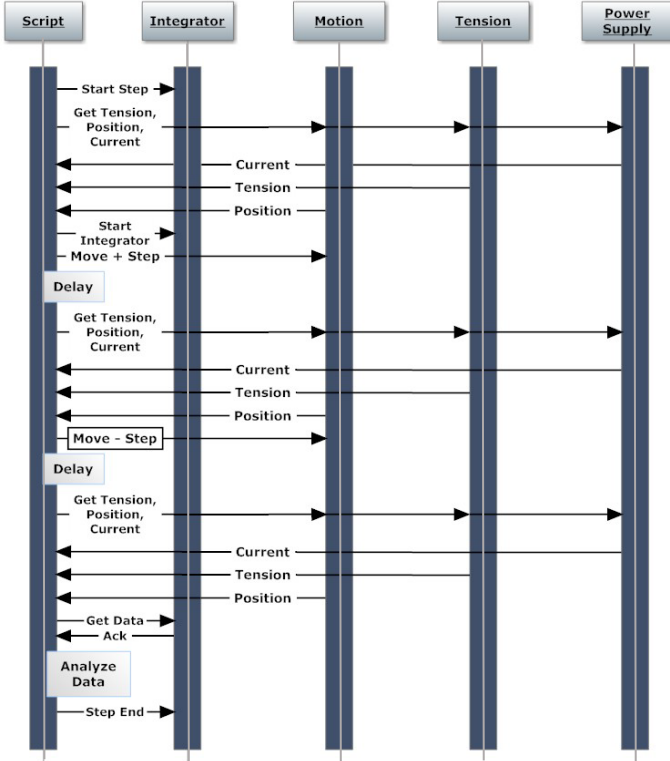 Script
Integrator
Motion
Tension
Power
Supply
Start Step
Get Tension,
Position,
Current
Current
Tension
Position
Start
Integrator
Move + Step
Delay
Get Tension,
Position,
Current
Current
Tension
Position
Move - Step
Delay
Get Tension,
Position,
Current
Current
Tension
Position
Get Data
Ack
Analyze
Data
Step End